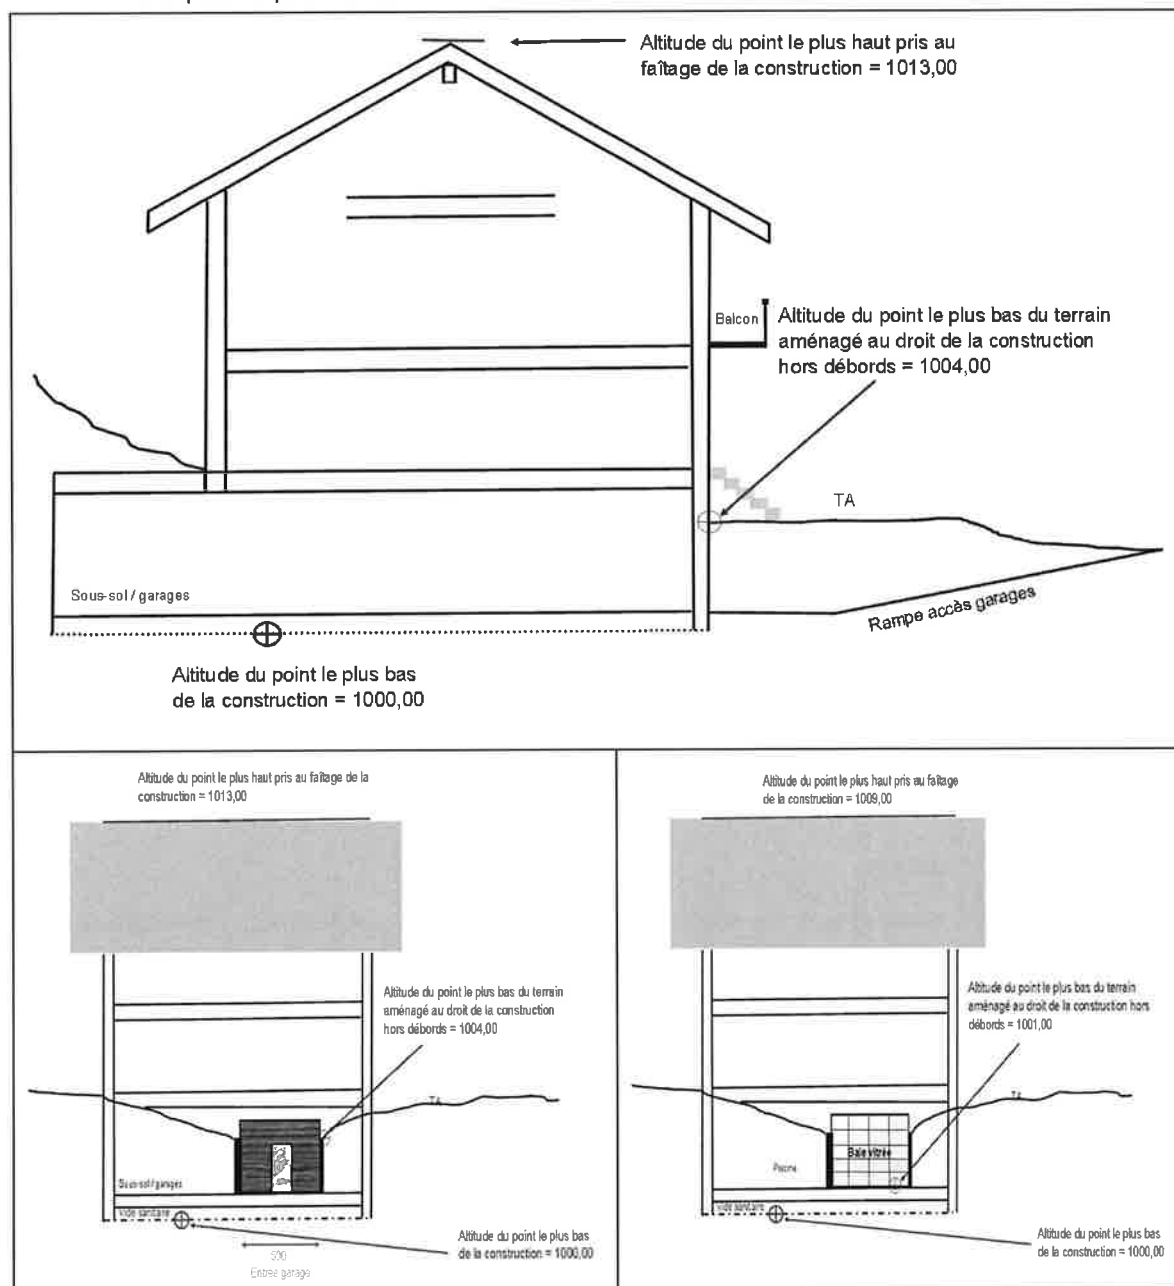 Altitude du point le plus haut pris au
faîtage de la construction = 1013,00
Balcon
Altitude du point le plus bas du terrain
aménagé au droit de la construction
hors débords = 1004,00
TA
Sous-sol / garages
Rampe accès garages
Altitude du point le plus bas
de la construction = 1000,00
Altitude du point le plus haut pris au faîtage de la
construction = 1013,00
Altitude du point le plus bas du terrain
aménagé au droit de la construction
hors débords = 1004,00
TA
Sous-sol / garages
Vide sanitaire
Altitude du point le plus bas
de la construction = 1000,00
500
Entrée garage
Altitude du point le plus haut pris au faîtage
de la construction = 1009,00
Altitude du point le plus bas du terrain
aménagé au droit de la construction hors
débords = 1001,00
TA
Baie vitrée
Piscine
Vide sanitaire
Altitude du point le plus bas
de la construction = 1000,00